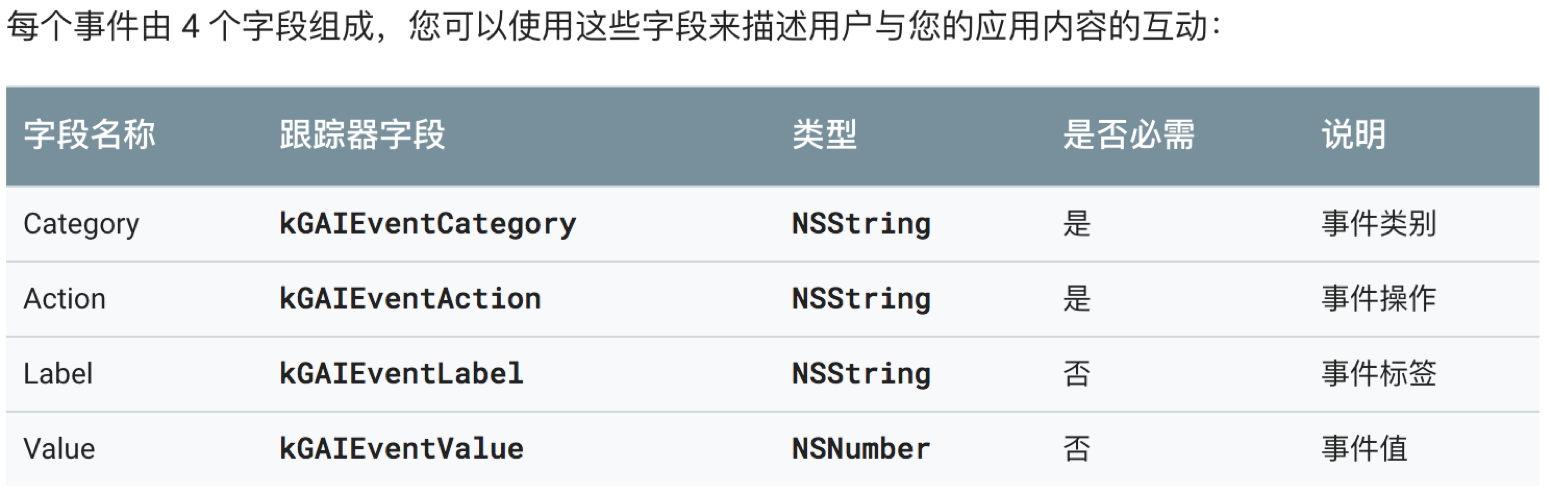 每个事件由 4 个字段组成，您可以使用这些字段来描述用户与您的应用内容的互动：
字段名称 跟踪器字段 类型 是否必需 说明
Category kGAIEventCategory NSString 是 事件类别
Action kGAIEventAction NSString 是 事件操作
Label kGAIEventLabel NSString 否 事件标签
Value kGAIEventValue NSNumber 否 事件值